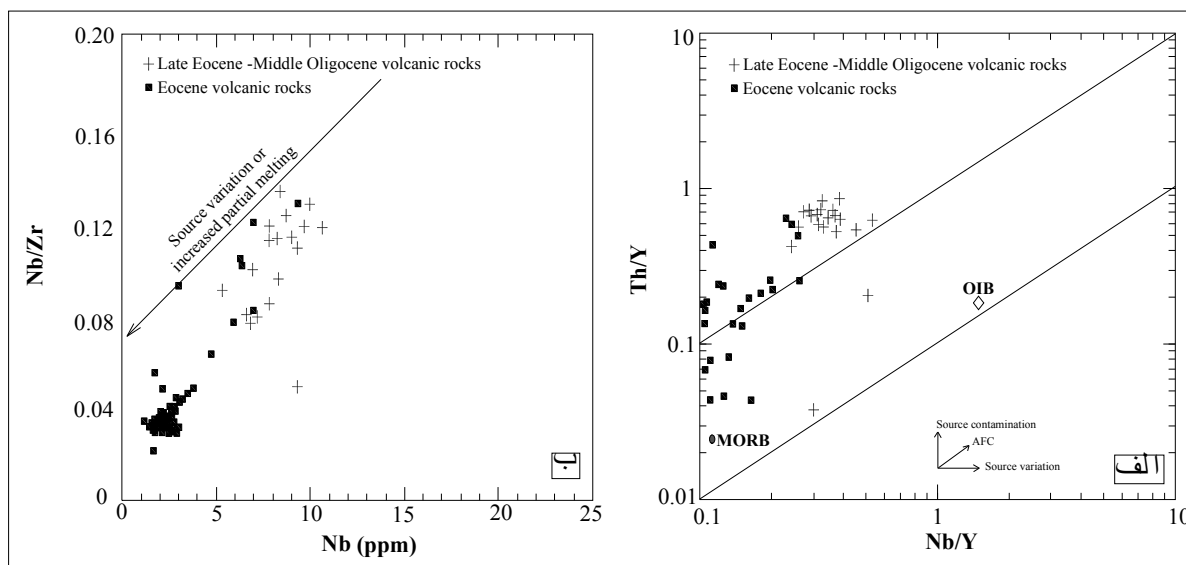 0.20
0.16
0.12
0.08
0.04
0
Nb/Zr
Late Eocene -Middle Oligocene volcanic rocks
Eocene volcanic rocks
Source variation or
increased partial melting
ب
0 5 10 15 20 25
Nb (ppm)
10
1
0.1
0.01
Th/Y
Late Eocene -Middle Oligocene volcanic rocks
Eocene volcanic rocks
OIB
MORB
Source contamination
AFC
Source variation
الف
0.1 1 10
Nb/Y